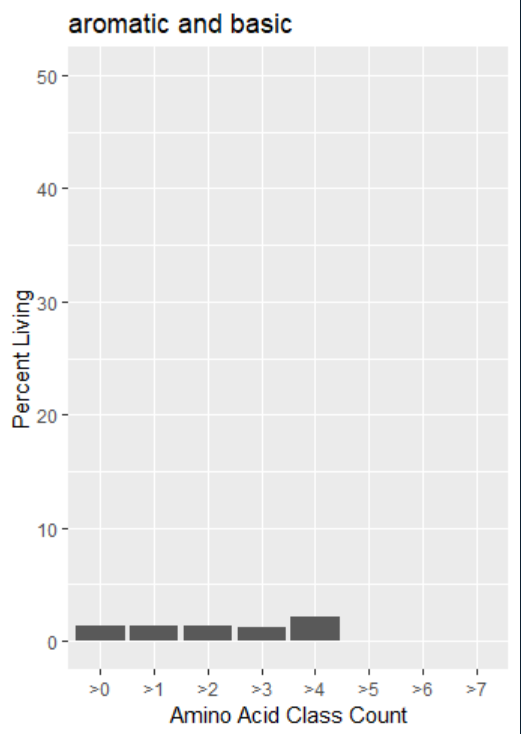 aromatic and basic
50
40
30
20
10
0
Percent Living
>0 >1 >2 >3 >4 >5 >6 >7
Amino Acid Class Count